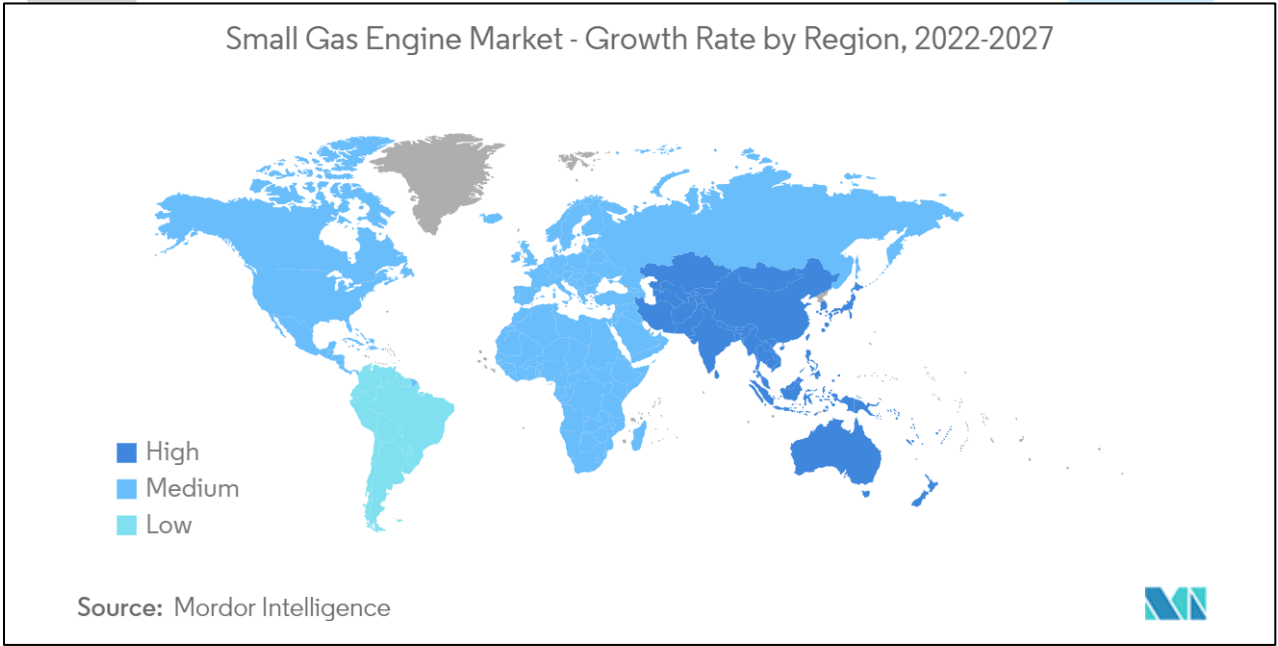 Small Gas Engine Market - Growth Rate by Region, 2022-2027
High
Medium
Low
Source: Mordor Intelligence